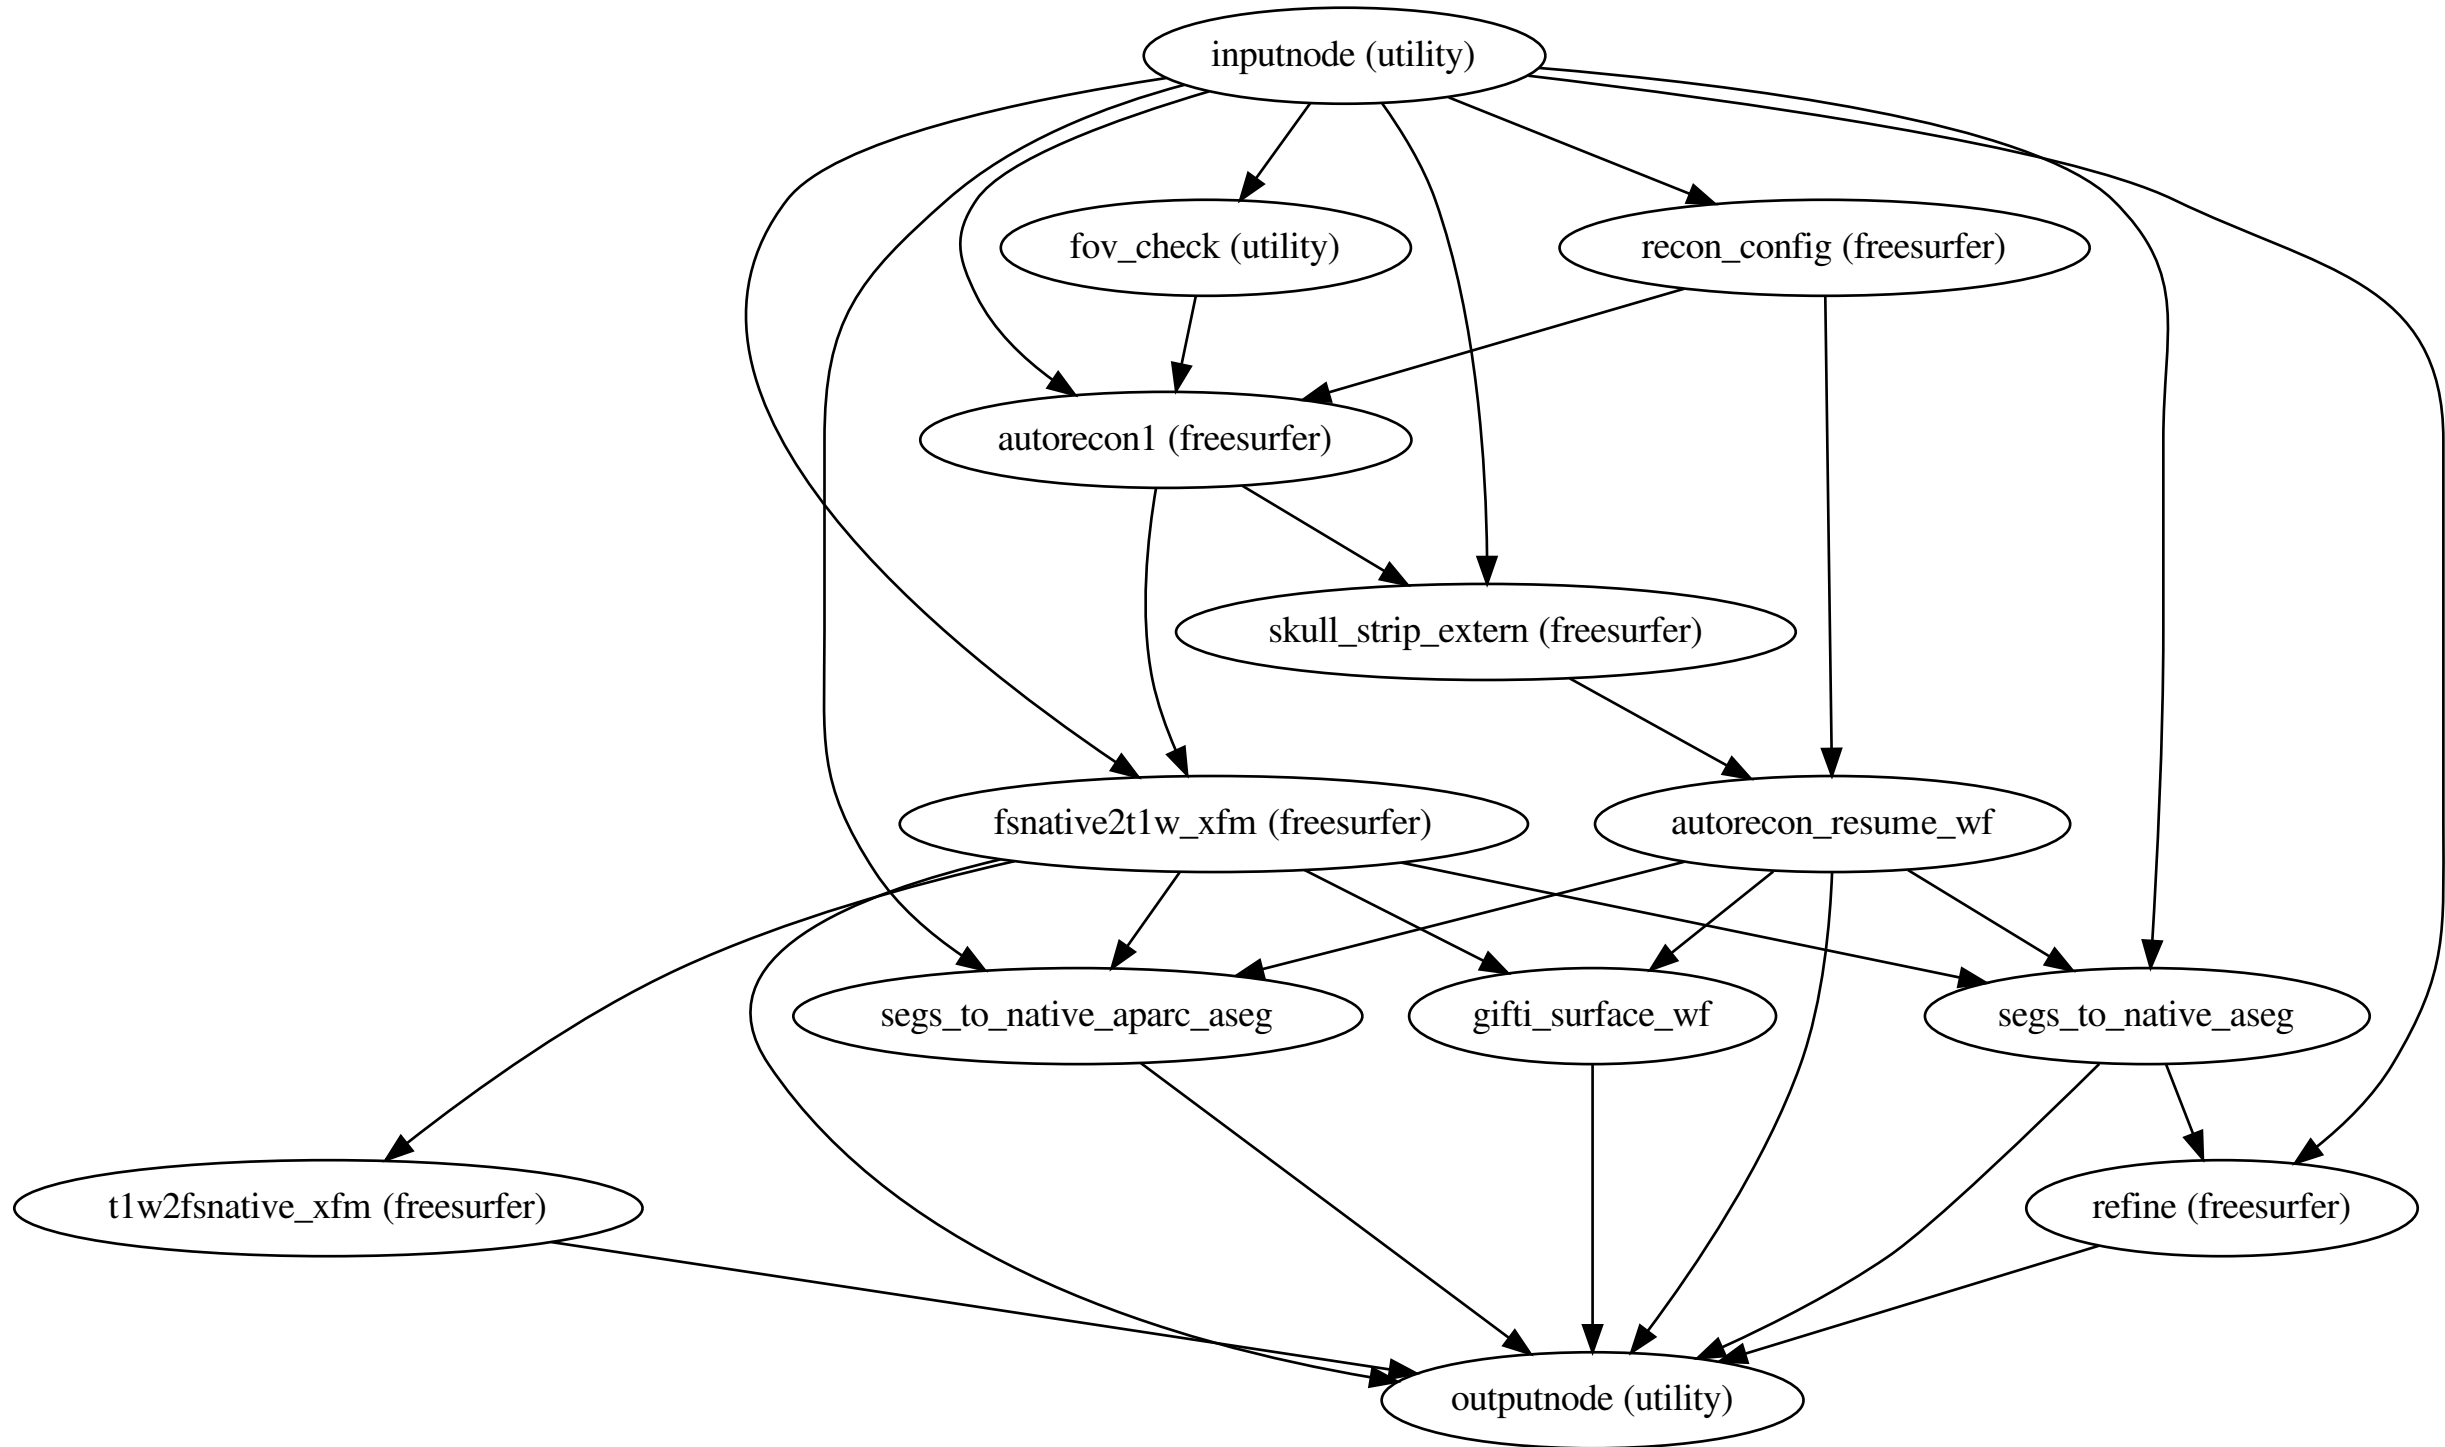 inputnode (utility)
fov_check (utility)
recon_config (freesurfer)
autorecon1 (freesurfer)
skull_strip_extern (freesurfer)
fsnative2t1w_xfm (freesurfer)
autorecon_resume_wf
segs_to_native_aparc_aseg
gifti_surface_wf
segs_to_native_aseg
t1w2fsnative_xfm (freesurfer)
refine (freesurfer)
outputnode (utility)